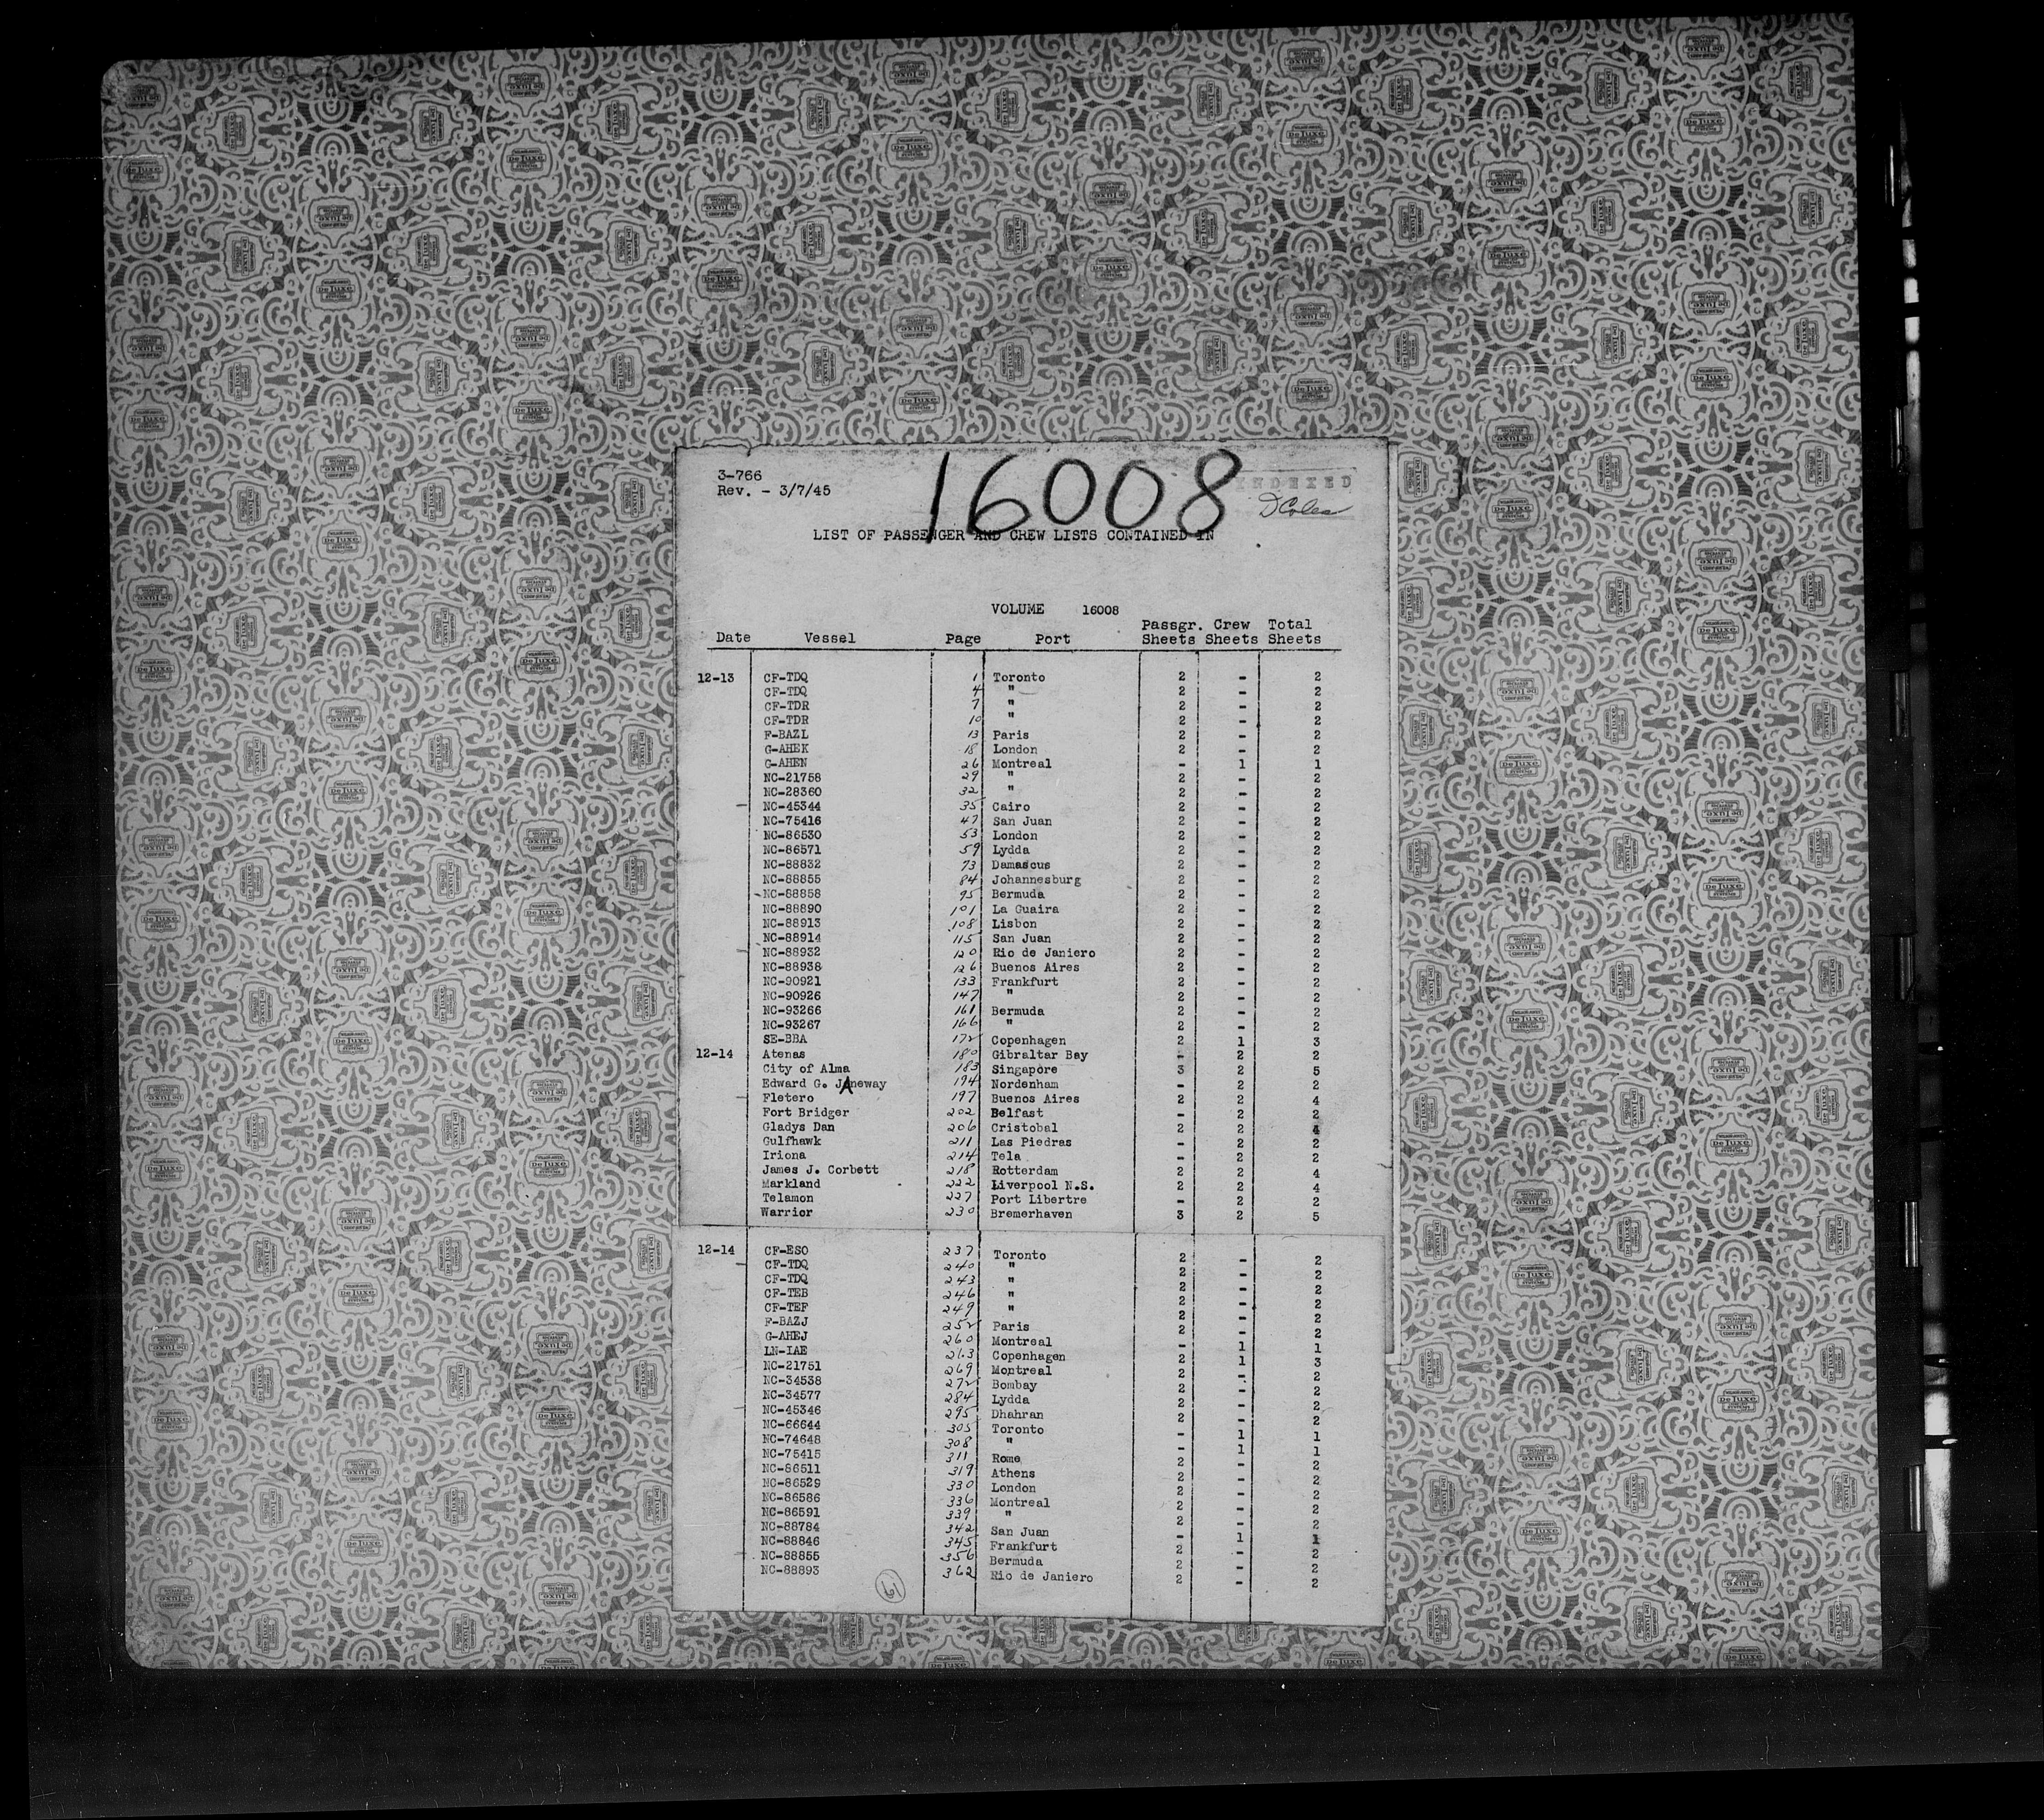 3-766
Rev. - 3/7/45
16008
INDEXED
DColes
LIST OF PASSENGER AND CREW LISTS CONTAINED IN
VOLUME 16008
Date Vessel Page Port Passgr. Sheets Crew Sheets Total Sheets
12-13 CF-TDQ 1 Toronto 2 - 2
CF-TDQ 4 " 2 - 2
CF-TDR 7 " 2 - 2
CF-TDR 10 " 2 - 2
F-BAZL 13 Paris 2 - 2
G-AHEK 18 London 2 - 2
G-AHEN 26 Montreal - 1 1
NC-21758 29 " 2 - 2
NC-28360 32 " 2 - 2
NC-45344 35 Cairo 2 - 2
NC-75416 47 San Juan 2 - 2
NC-86530 53 London 2 - 2
NC-86571 59 Lydda 2 - 2
NC-88832 73 Damascus 2 - 2
NC-88855 84 Johannesburg 2 - 2
NC-88858 95 Bermuda 2 - 2
NC-88890 101 La Guaira 2 - 2
NC-88913 108 Lisbon 2 - 2
NC-88914 115 San Juan 2 - 2
NC-88932 120 Rio de Janiero 2 - 2
NC-88938 126 Buenos Aires 2 - 2
NC-90921 133 Frankfurt 2 - 2
NC-90926 147 " 2 - 2
NC-93266 161 Bermuda 2 - 2
NC-93267 166 " 2 - 2
SE-BBA 172 Copenhagen 2 1 3
12-14 Atenas 180 Gibraltar Bay - 2 2
City of Alma 183 Singapore 3 2 5
Edward G. JAneway 194 Nordenham - 2 2
Fletero 197 Buenos Aires 2 2 4
Fort Bridger 202 Belfast - 2 2
Gladys Dan 206 Cristobal 2 2 4
Gulfhawk 211 Las Piedras - 2 2
Iriona 214 Tela - 2 2
James J. Corbett 218 Rotterdam 2 2 4
Markland 222 Liverpool N.S. 2 2 4
Telamon 227 Port Libertre - 2 2
Warrior 230 Bremerhaven 3 2 5
12-14 CF-ESO 237 Toronto 2 - 2
CF-TDQ 240 " 2 - 2
CF-TDQ 243 " 2 - 2
CF-TEB 246 " 2 - 2
CF-TEF 249 " 2 - 2
F-BAZJ 252 Paris 2 - 2
G-AHEJ 260 Montreal - 1 1
LN-IAE 263 Copenhagen 2 1 3
NC-21751 269 Montreal 2 - 2
NC-34538 272 Bombay 2 - 2
NC-34577 284 Lydda 2 - 2
NC-45346 295 Dhahran 2 - 2
NC-66644 305 Toronto - 1 1
NC-74648 308 " - 1 1
NC-75415 311 Rome 2 - 2
NC-86511 319 Athens 2 - 2
NC-86529 330 London 2 - 2
NC-86586 336 Montreal 2 - 2
NC-86591 339 " 2 - 2
NC-88784 342 San Juan - 1 1
NC-88846 345 Frankfurt 2 - 2
NC-88855 356 Bermuda 2 - 2
NC-88893 362 Rio de Janiero 2 - 2